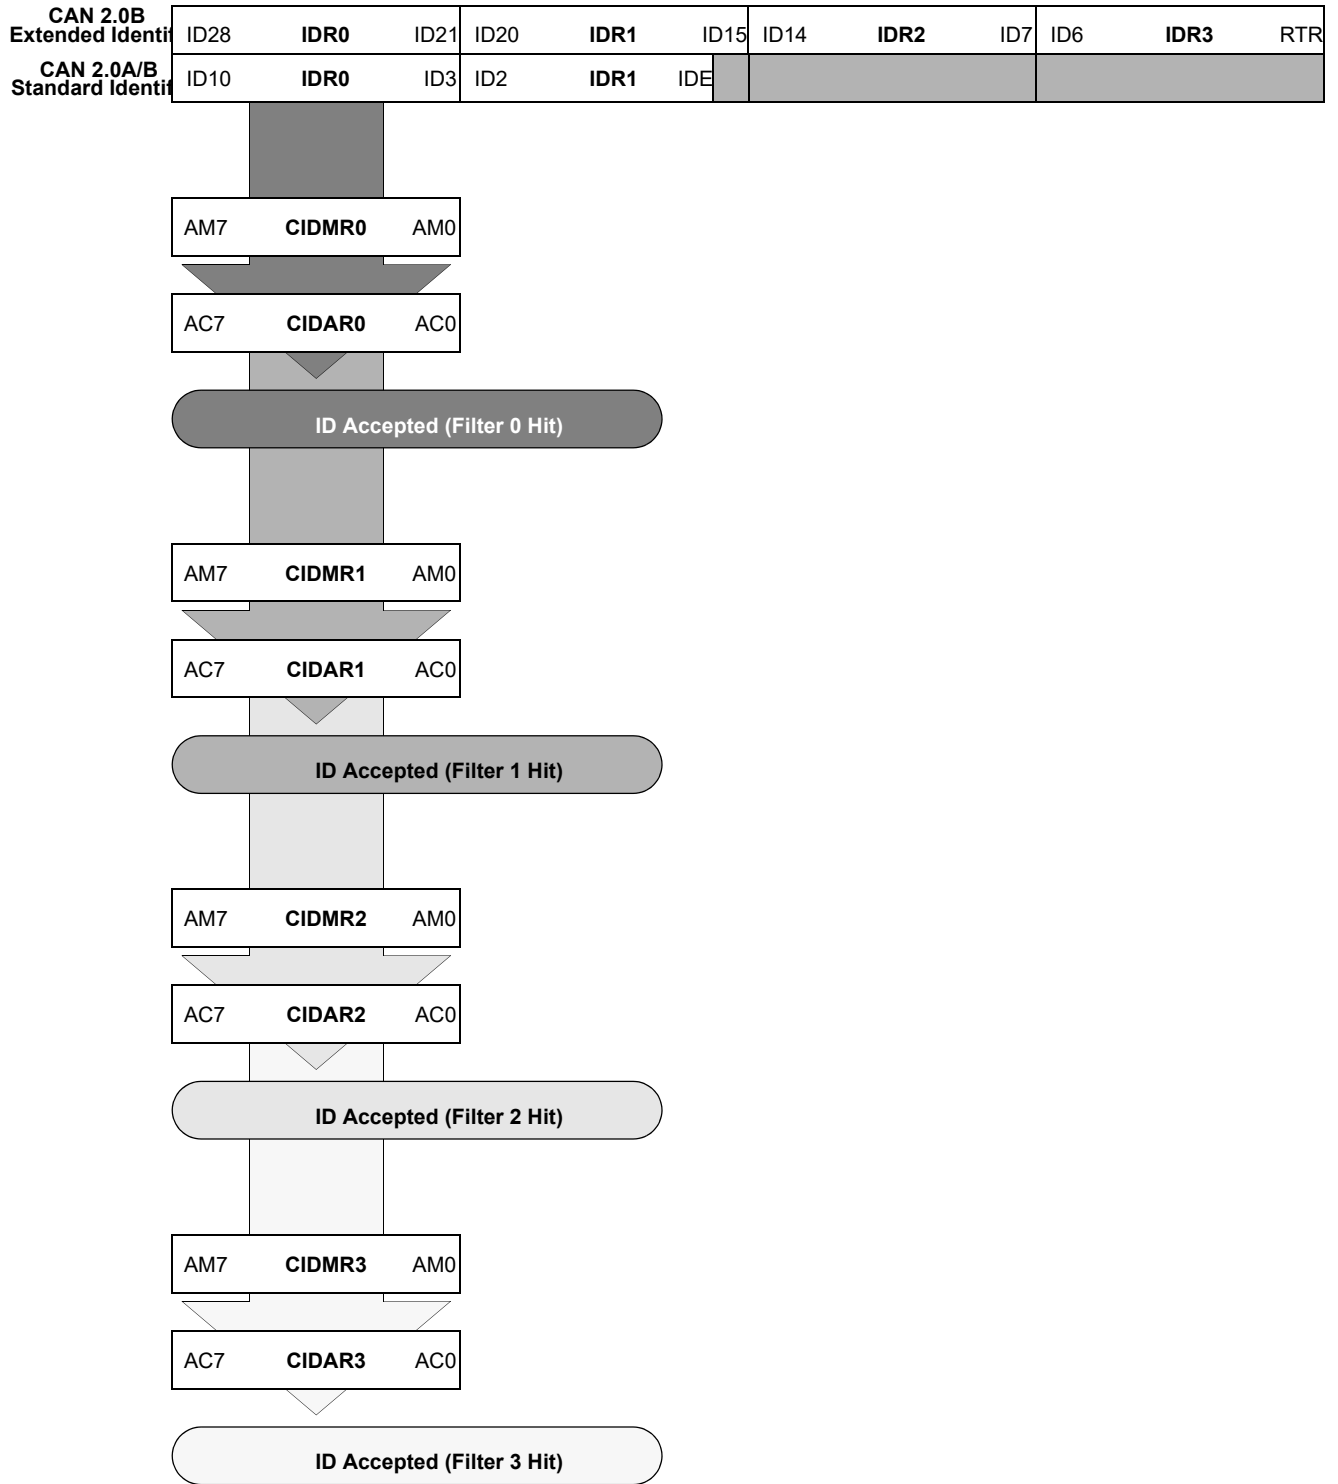 CAN 2.0B
Extended Identif
ID28 IDR0 ID21 ID20 IDR1 ID15 ID14 IDR2 ID7 ID6 IDR3 RTR
CAN 2.0A/B
Standard Identif
ID10 IDR0 ID3 ID2 IDR1 IDE
AM7 CIDMR0 AM0
AC7 CIDAR0 AC0
ID Accepted (Filter 0 Hit)
AM7 CIDMR1 AM0
AC7 CIDAR1 AC0
ID Accepted (Filter 1 Hit)
AM7 CIDMR2 AM0
AC7 CIDAR2 AC0
ID Accepted (Filter 2 Hit)
AM7 CIDMR3 AM0
AC7 CIDAR3 AC0
ID Accepted (Filter 3 Hit)